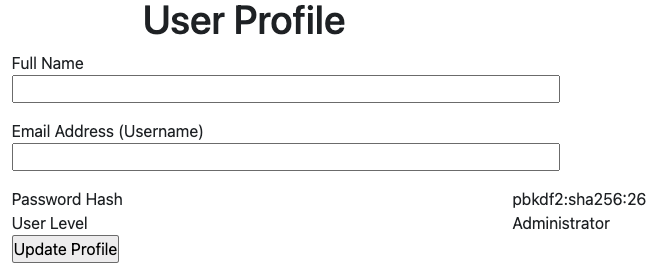 User Profile
Full Name
Email Address (Username)
Password Hash pbkdf2:sha256:26
User Level Administrator
Update Profile